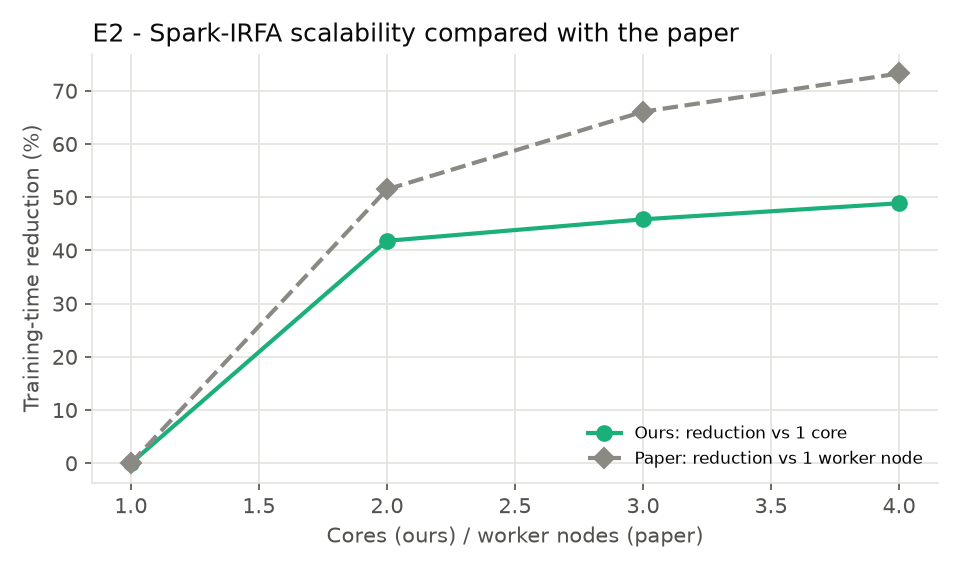 E2 - Spark-IRFA scalability compared with the paper
Training-time reduction (%)
70
60
50
40
30
20
10
0
Ours: reduction vs 1 core
Paper: reduction vs 1 worker node
1.0 1.5 2.0 2.5 3.0 3.5 4.0
Cores (ours) / worker nodes (paper)